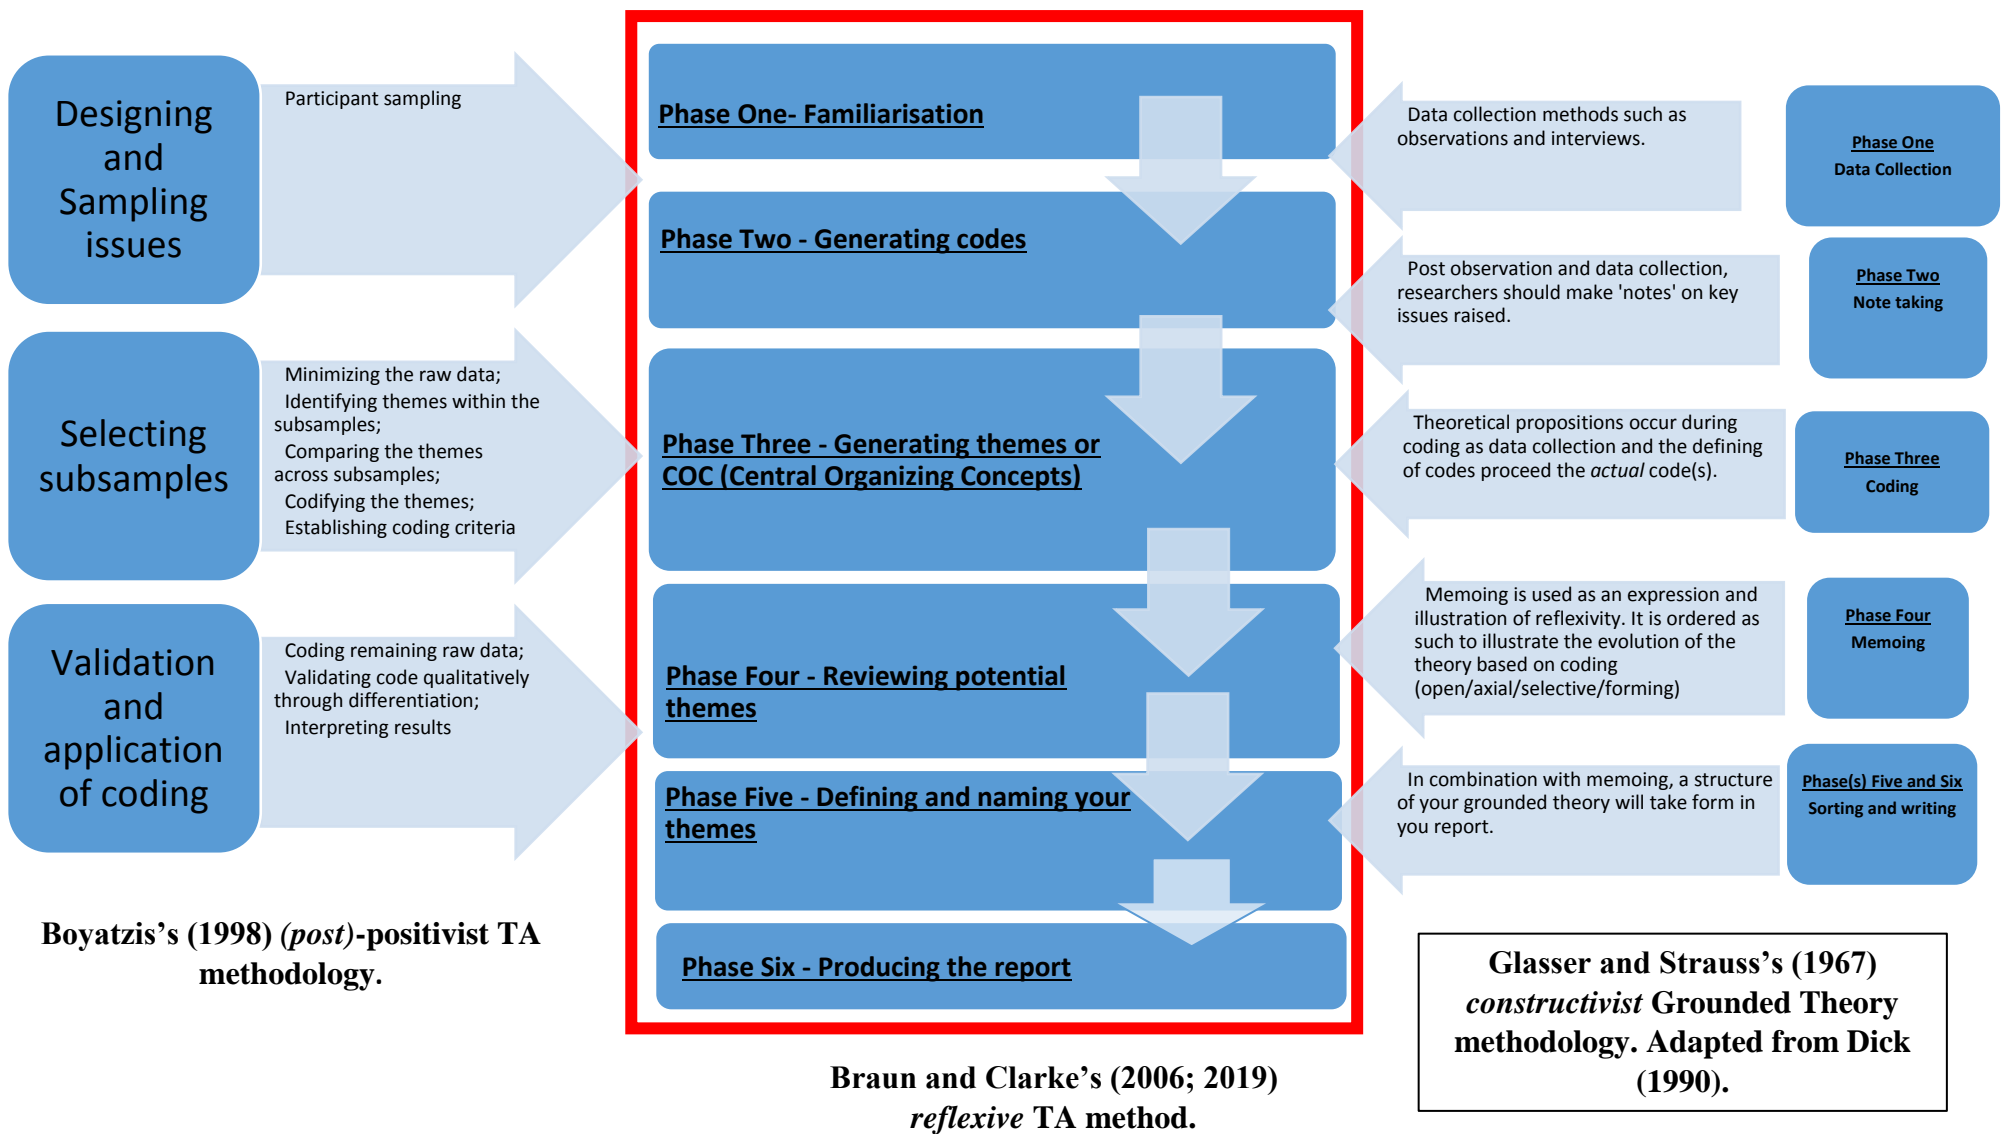 Designing
and
Sampling
issues
Participant sampling
Selecting
subsamples
Minimizing the raw data;
Identifying themes within the
subsamples;
Comparing the themes
across subsamples;
Codifying the themes;
Establishing coding criteria
Validation
and
application
of coding
Coding remaining raw data;
Validating code qualitatively
through differentiation;
Interpreting results
Boyatzis’s (1998) (post)-positivist TA
methodology.
Phase One- Familiarisation
Phase Two - Generating codes
Phase Three - Generating themes or
COC (Central Organizing Concepts)
Phase Four - Reviewing potential
themes
Phase Five - Defining and naming your
themes
Phase Six - Producing the report
Braun and Clarke’s (2006; 2019)
reflexive TA method.
Data collection methods such as
observations and interviews.
Phase One
Data Collection
Post observation and data collection,
researchers should make 'notes' on key
issues raised.
Phase Two
Note taking
Theoretical propositions occur during
coding as data collection and the defining
of codes proceed the actual code(s).
Phase Three
Coding
Memoing is used as an expression and
illustration of reflexivity. It is ordered as
such to illustrate the evolution of the
theory based on coding
(open/axial/selective/forming)
Phase Four
Memoing
In combination with memoing, a structure
of your grounded theory will take form in
you report.
Phase(s) Five and Six
Sorting and writing
Glasser and Strauss’s (1967)
constructivist Grounded Theory
methodology. Adapted from Dick
(1990).